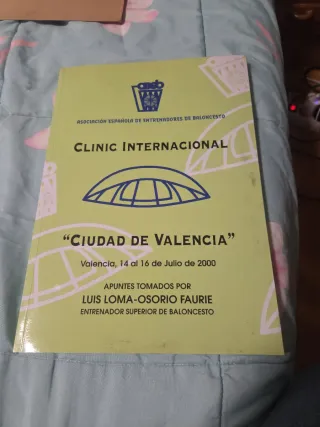 ASOCIACIÓN ESPAÑOLA DE ENTRENADORES DE BALONCESTO
CLINIC INTERNACIONAL
"CIUDAD DE VALENCIA"
Valencia, 14 al 16 de Julio de 2000
APUNTES TOMADOS POR
LUIS LOMA-OSORIO FAURIE
ENTRENADOR SUPERIOR DE BALONCESTO